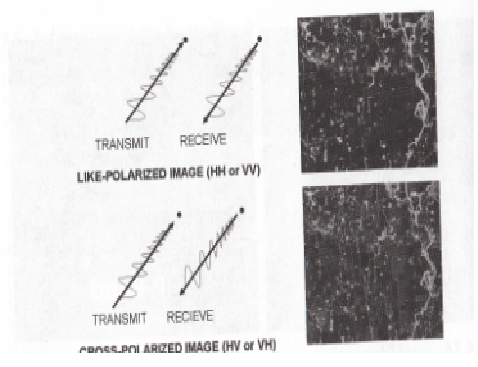 TRANSMIT RECEIVE
LIKE-POLARIZED IMAGE (HH or VV)
TRANSMIT RECIEVE
CROSS-POLARIZED IMAGE (HV or VH)